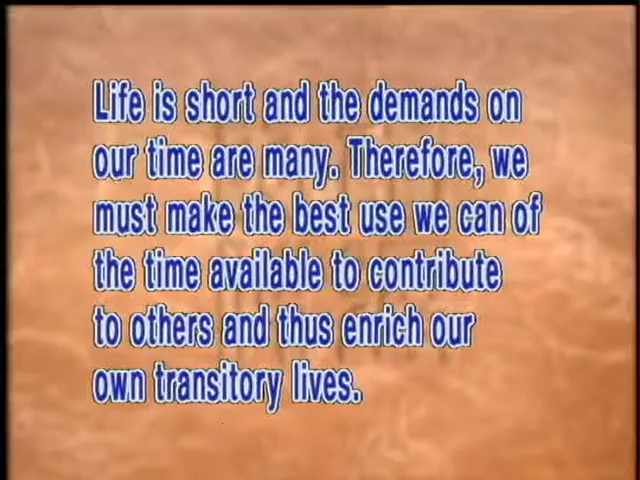 Life is short and the demands on
our time are many. Therefore, we
must make the best use we can of
the time available to contribute
to others and thus enrich our
own transitory lives.